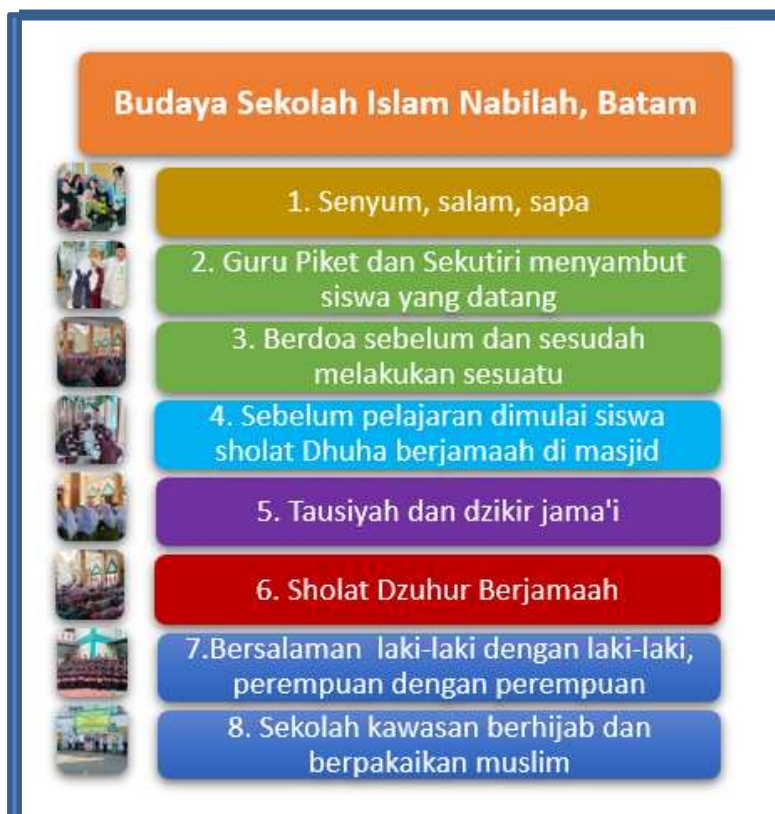 Budaya Sekolah Islam Nabilah, Batam
1. Senyum, salam, sapa
2. Guru Piket dan Sekutiri menyambut
siswa yang datang
3. Berdoa sebelum dan sesudah
melakukan sesuatu
4. Sebelum pelajaran dimulai siswa
sholat Dhuha berjamaah di masjid
5. Tausiyah dan dzikir jama'i
6. Sholat Dzuhur Berjamaah
7.Bersalaman laki-laki dengan laki-laki,
perempuan dengan perempuan
8. Sekolah kawasan berhijab dan
berpakaikan muslim